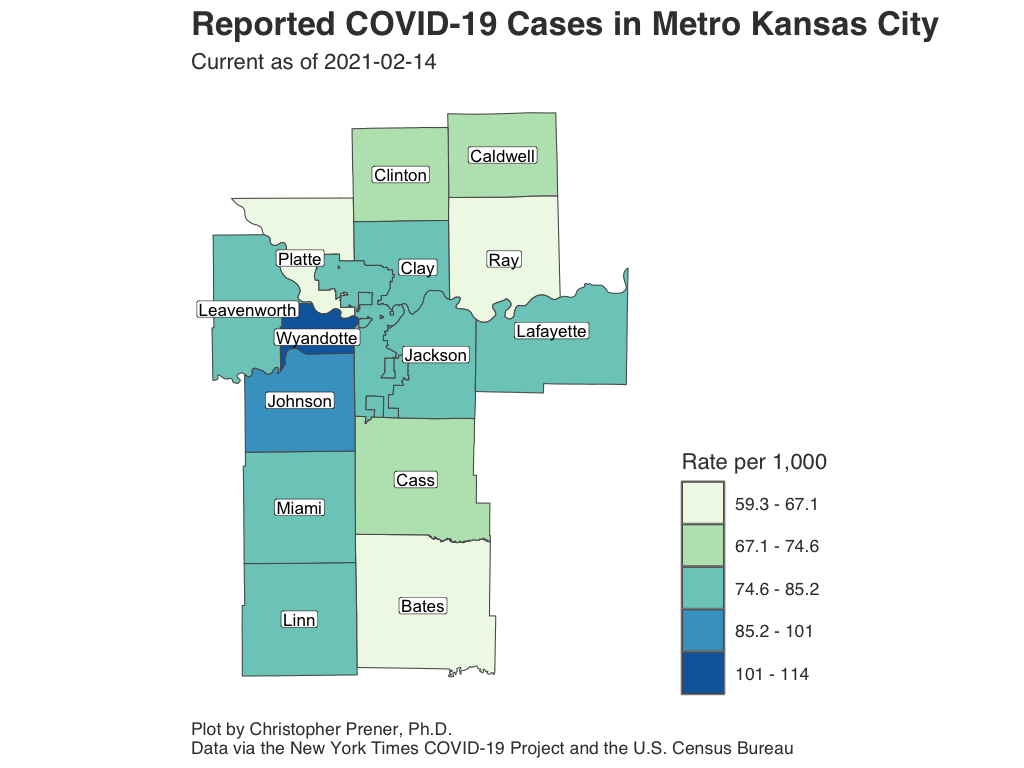 Reported COVID-19 Cases in Metro Kansas City
Current as of 2021-02-14
Caldwell
Clinton
Platte
Clay
Ray
Leavenworth
Wyandotte
Lafayette
Jackson
Johnson
Cass
Miami
Bates
Linn
Rate per 1,000
59.3 - 67.1
67.1 - 74.6
74.6 - 85.2
85.2 - 101
101 - 114
Plot by Christopher Prener, Ph.D.
Data via the New York Times COVID-19 Project and the U.S. Census Bureau